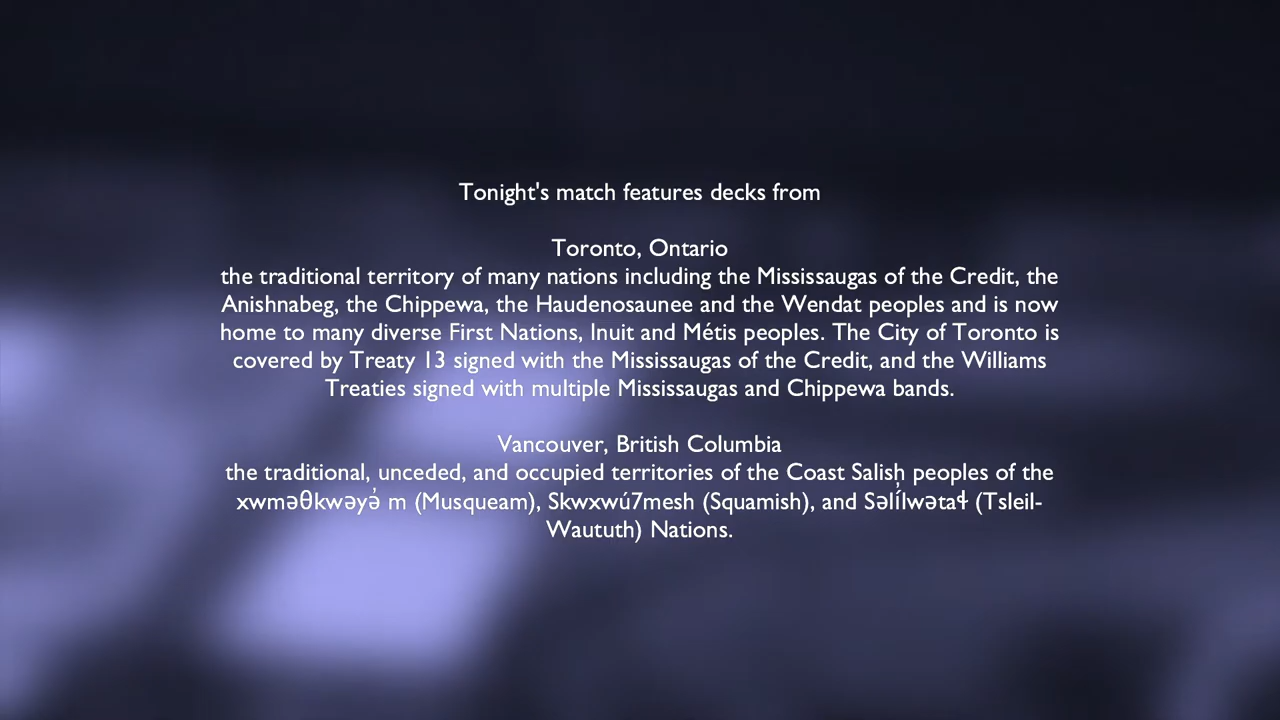 Tonight's match features decks from
Toronto, Ontario
the traditional territory of many nations including the Mississaugas of the Credit, the
Anishnabeg, the Chippewa, the Haudenosaunee and the Wendat peoples and is now
home to many diverse First Nations, Inuit and Métis peoples. The City of Toronto is
covered by Treaty 13 signed with the Mississaugas of the Credit, and the Williams
Treaties signed with multiple Mississaugas and Chippewa bands.
Vancouver, British Columbia
the traditional, unceded, and occupied territories of the Coast Salish peoples of the
xwməθkwəyə̓ m (Musqueam), Skwxwú7mesh (Squamish), and Səl̓ílwətaɬ (Tsleil-
Waututh) Nations.